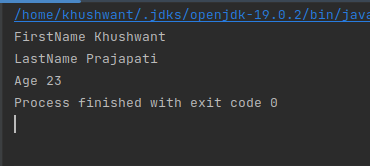 /home/khushwant/.jdks/openjdk-19.0.2/bin/java
FirstName Khushwant
LastName Prajapati
Age 23
Process finished with exit code 0